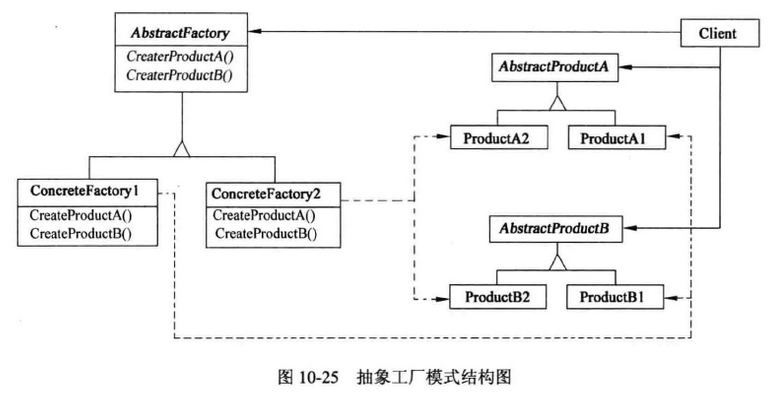 AbstractFactory
CreaterProductA()
CreaterProductB()
Client
AbstractProductA
ProductA2
ProductA1
ConcreteFactory1
CreateProductA()
CreateProductB()
ConcreteFactory2
CreateProductA()
CreateProductB()
AbstractProductB
ProductB2
ProductB1
图 10-25 抽象工厂模式结构图